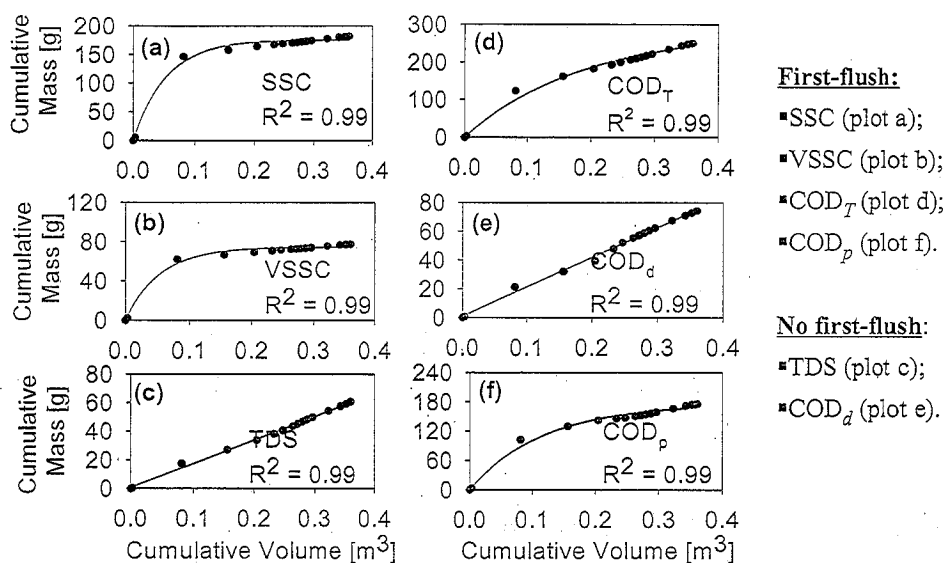 Cumulative
Mass [g]
200
150
100
50
0
(a)
SSC
R² = 0.99
0.0 0.1 0.2 0.3 0.4
300
200
100
0
(d)
COD_T
R² = 0.99
0.0 0.1 0.2 0.3 0.4
Cumulative
Mass [g]
120
80
40
0
(b)
VSSC
R² = 0.99
0.0 0.1 0.2 0.3 0.4
80
60
40
20
0
(e)
COD_d
R² = 0.99
0.0 0.1 0.2 0.3 0.4
Cumulative
Mass [g]
80
60
40
20
0
(c)
TDS
R² = 0.99
0.0 0.1 0.2 0.3 0.4
Cumulative Volume [m³]
240
180
120
60
0
(f)
COD_p
R² = 0.99
0.0 0.1 0.2 0.3 0.4
Cumulative Volume [m³]
First-flush:
▪SSC (plot a);
▪VSSC (plot b);
▪COD_T (plot d);
▪COD_p (plot f).
No first-flush:
▪TDS (plot c);
▪COD_d (plot e).